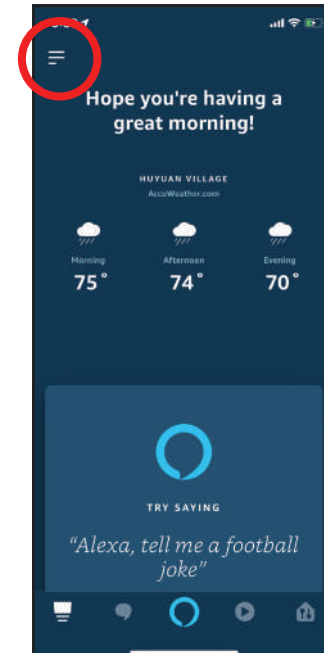 Hope you're having a
great morning!
HUYUAN VILLAGE
AccuWeather.com
Morning
Afternoon
Evening
75°
74°
70°
TRY SAYING
“Alexa, tell me a football
joke”